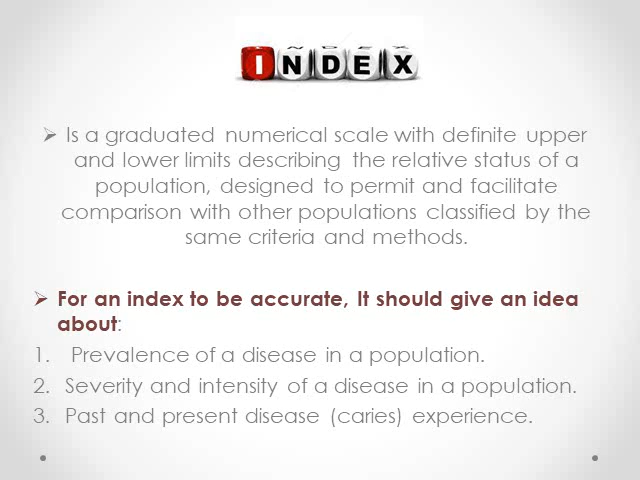 INDEX
➢ Is a graduated numerical scale with definite upper
and lower limits describing the relative status of a
population, designed to permit and facilitate
comparison with other populations classified by the
same criteria and methods.
➢ For an index to be accurate, It should give an idea
about:
1. Prevalence of a disease in a population.
2. Severity and intensity of a disease in a population.
3. Past and present disease (caries) experience.